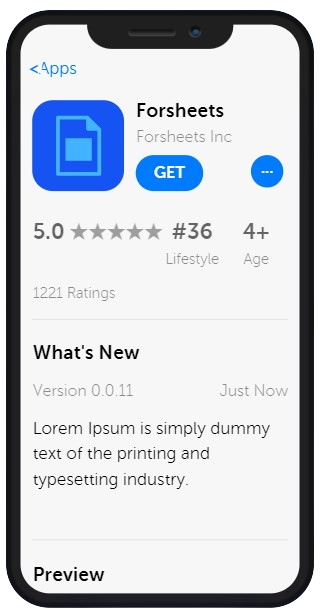 <Apps
Forsheets
Forsheets Inc
GET
...
5.0 ★★★★★ #36 4+
Lifestyle Age
1221 Ratings
What's New
Version 0.0.11 Just Now
Lorem Ipsum is simply dummy
text of the printing and
typesetting industry.
Preview